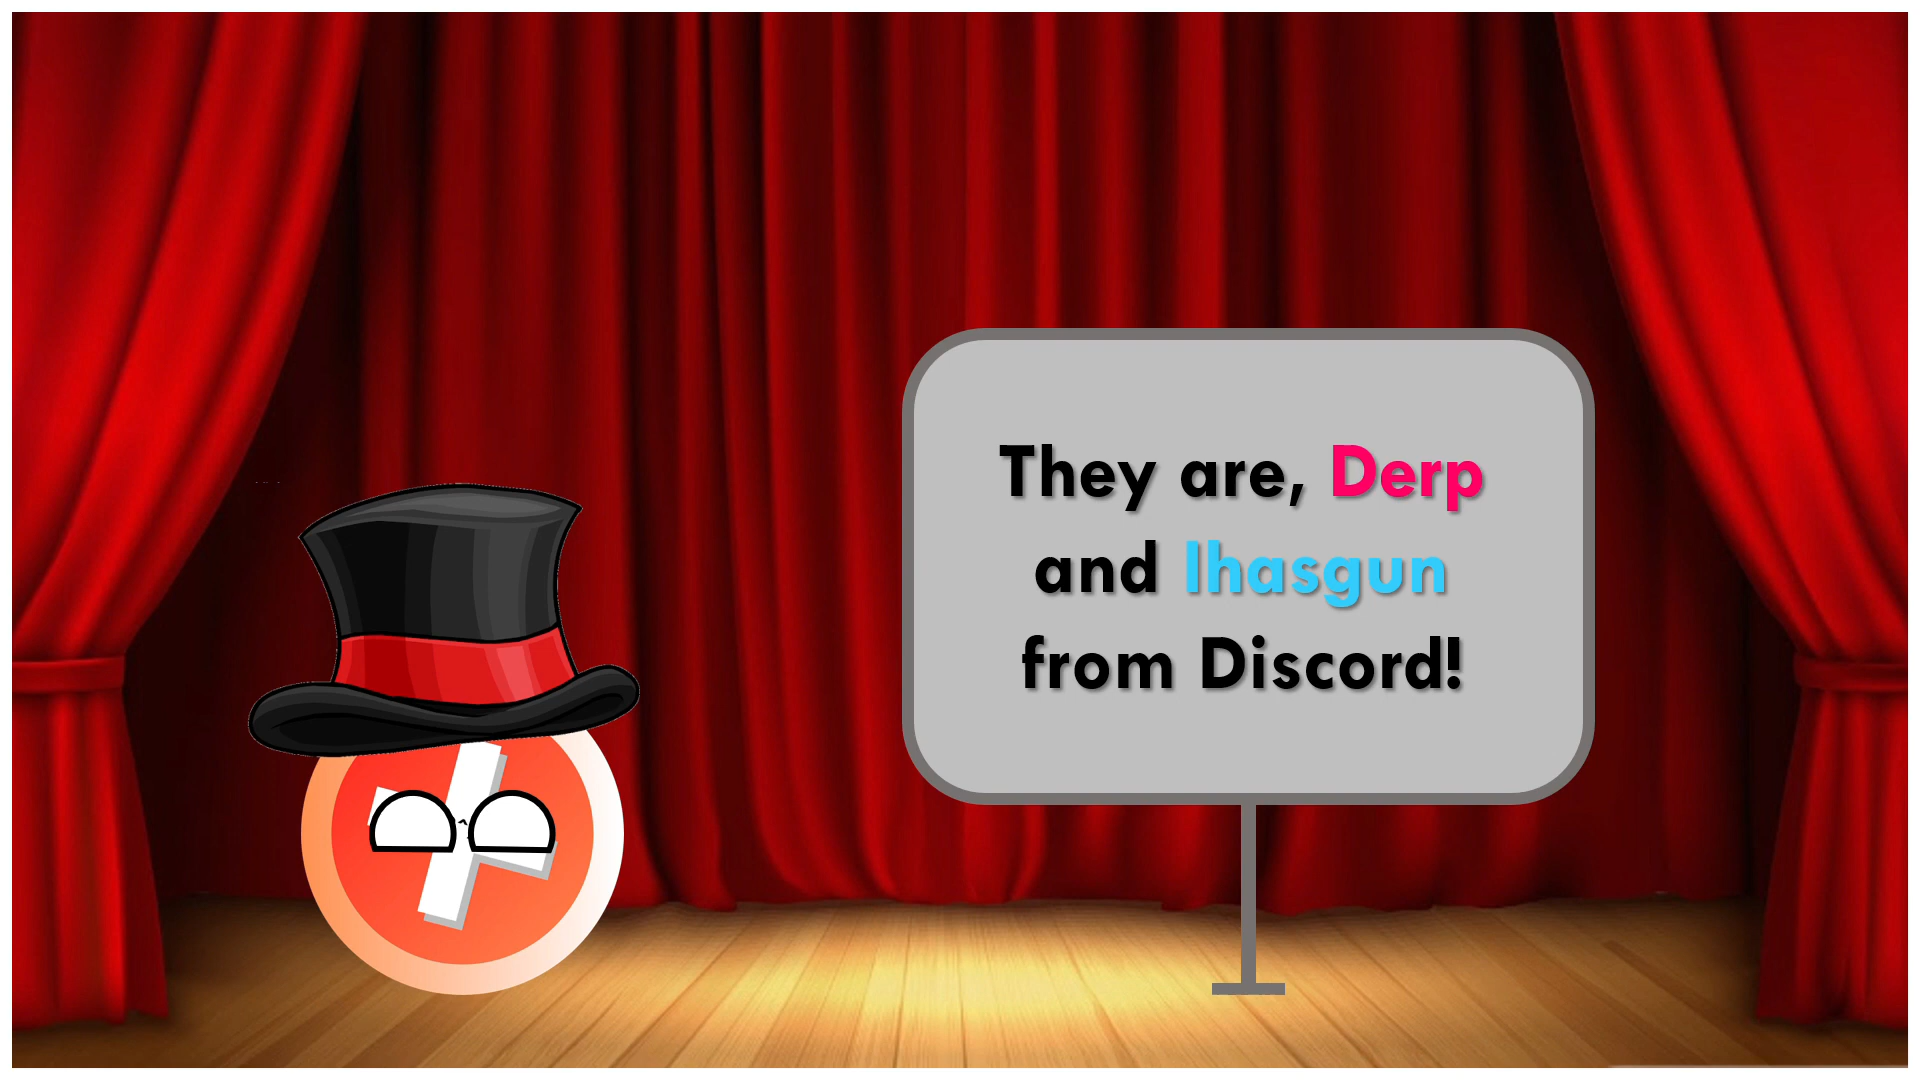 They are, Derp
and Ihasgun
from Discord!